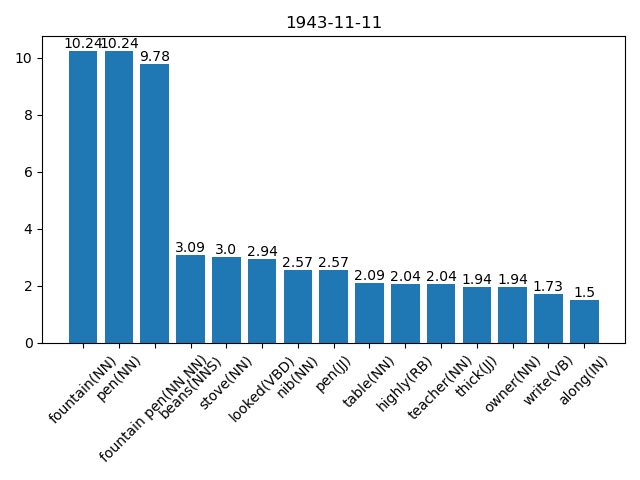 1943-11-11
10.24 10.24 9.78 3.09 3.0 2.94 2.57 2.57 2.09 2.04 2.04 1.94 1.94 1.73 1.5
10
8
6
4
2
0
fountain(NN)
pen(NN)
fountain pen(NN NN)
beans(NNS)
stove(NN)
looked(VBD)
nib(NN)
pen(JJ)
table(NN)
highly(RB)
teacher(NN)
thick(JJ)
owner(NN)
write(VB)
along(IN)